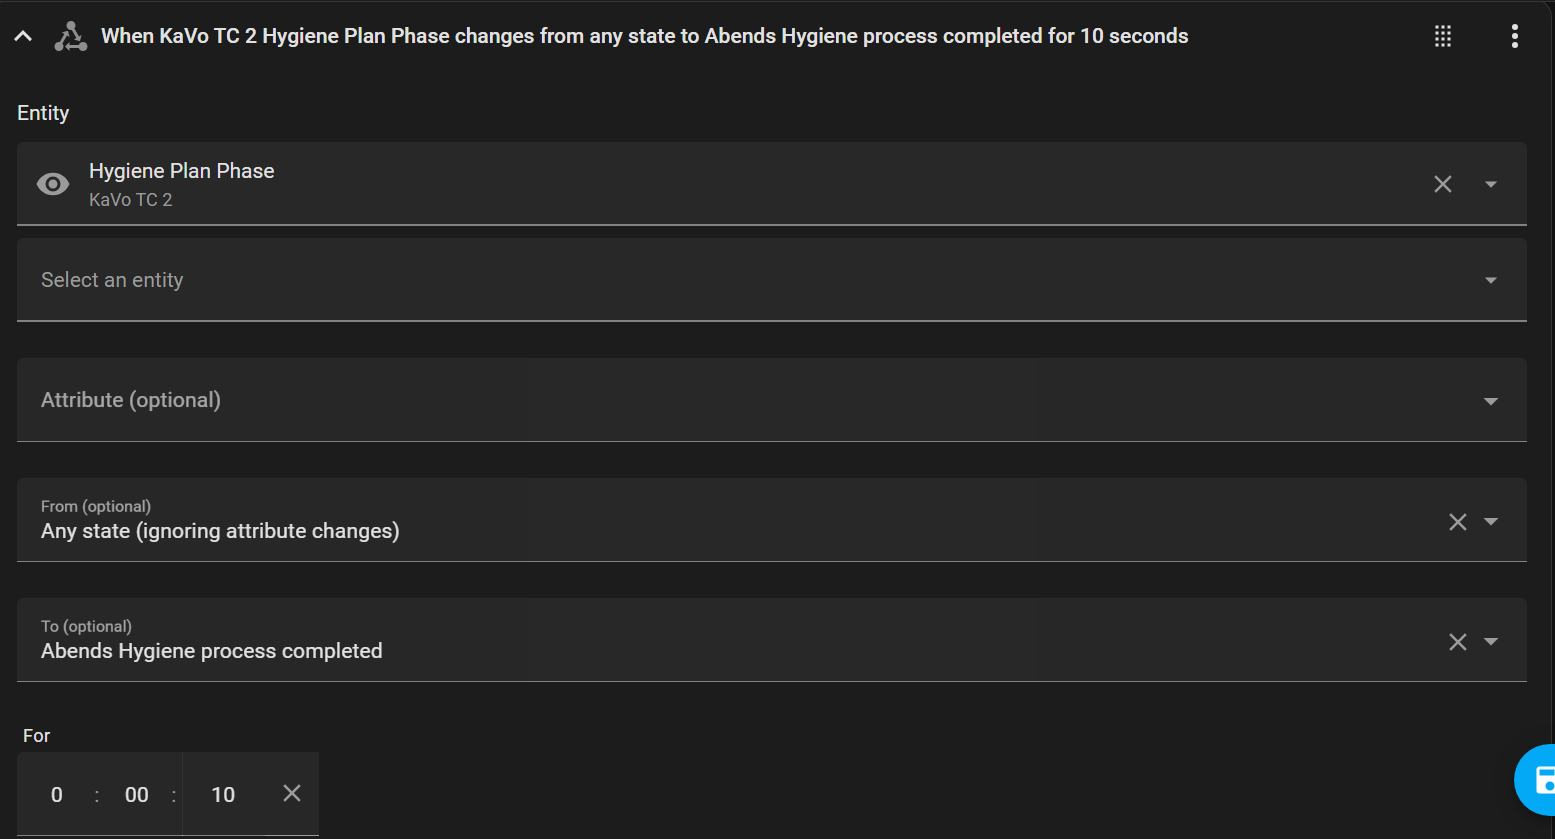 When KaVo TC 2 Hygiene Plan Phase changes from any state to Abends Hygiene process completed for 10 seconds
Entity
Hygiene Plan Phase
KaVo TC 2
Select an entity
Attribute (optional)
From (optional)
Any state (ignoring attribute changes)
To (optional)
Abends Hygiene process completed
For
0 : 00 : 10